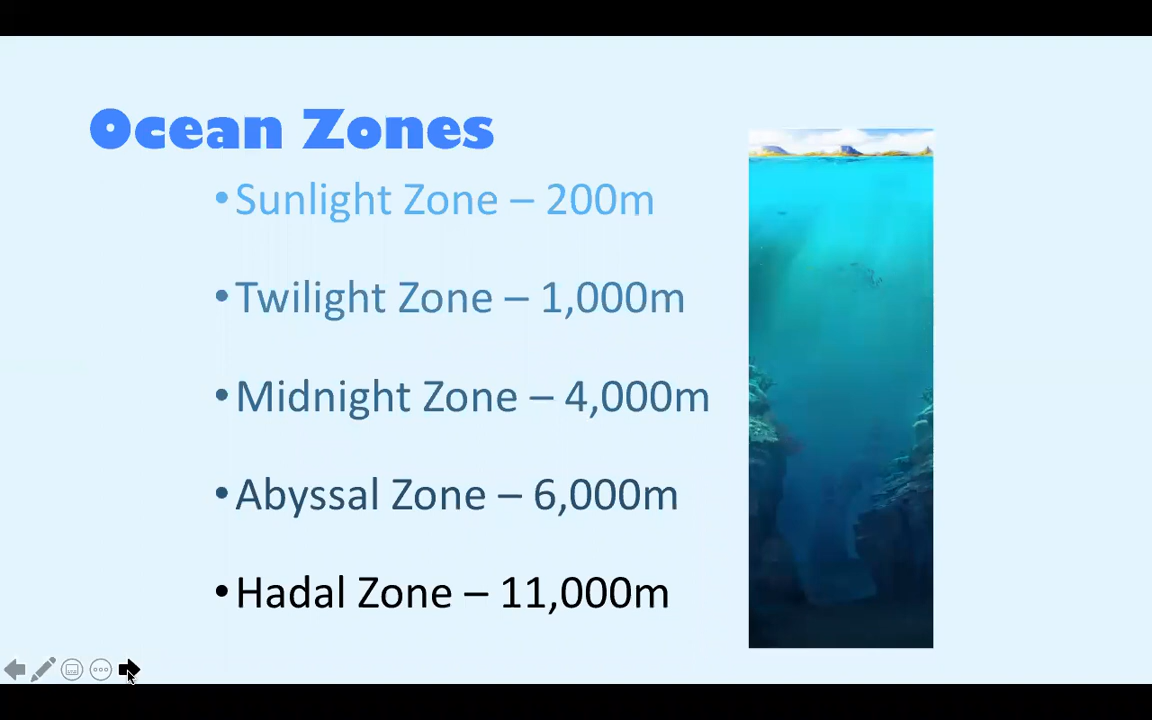 Ocean Zones
•Sunlight Zone – 200m
•Twilight Zone – 1,000m
•Midnight Zone – 4,000m
•Abyssal Zone – 6,000m
•Hadal Zone – 11,000m